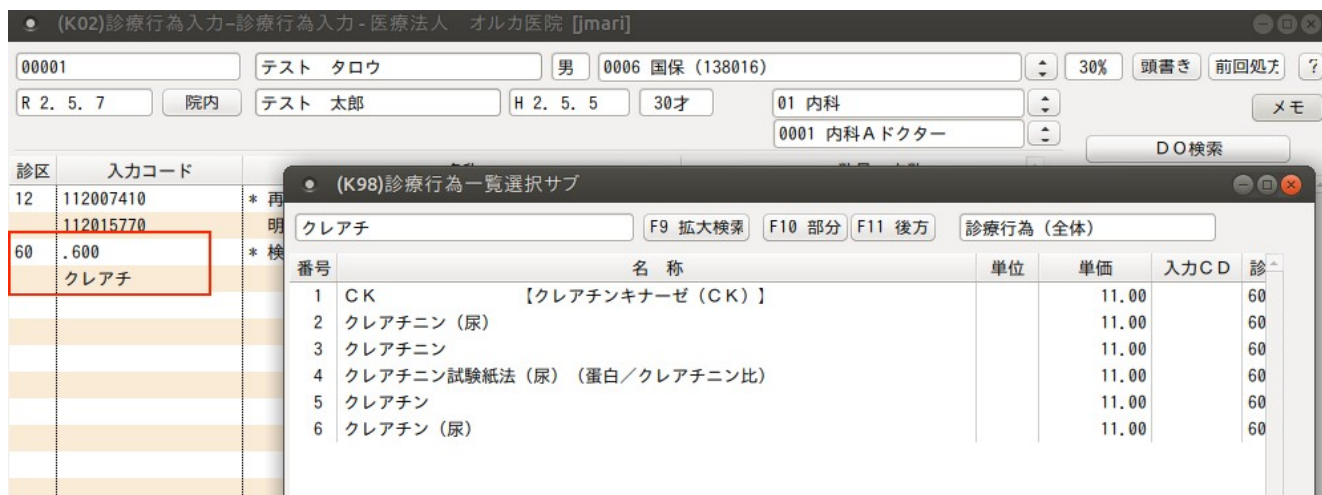 (K02)診療行為入力–診療行為入力 - 医療法人　オルカ医院 [jmari]
00001 テスト　タロウ 男 0006 国保 (138016) 30% 頭書き 前回処方 ?
R 2. 5. 7 院内 テスト　太郎 H 2. 5. 5 30才 01 内科 メモ
0001 内科Aドクター
DO検索
診区 入力コード
12 112007410 * 再
112015770 明
60 .600 * 検
クレアチ
(K98)診療行為一覧選択サブ
クレアチ F9 拡大検索 F10 部分 F11 後方 診療行為（全体）
番号 名　称 単位 単価 入力CD 診
1 CK 【クレアチンキナーゼ（CK）】 11.00 60
2 クレアチニン（尿） 11.00 60
3 クレアチニン 11.00 60
4 クレアチニン試験紙法（尿）（蛋白／クレアチニン比） 11.00 60
5 クレアチン 11.00 60
6 クレアチン（尿） 11.00 60